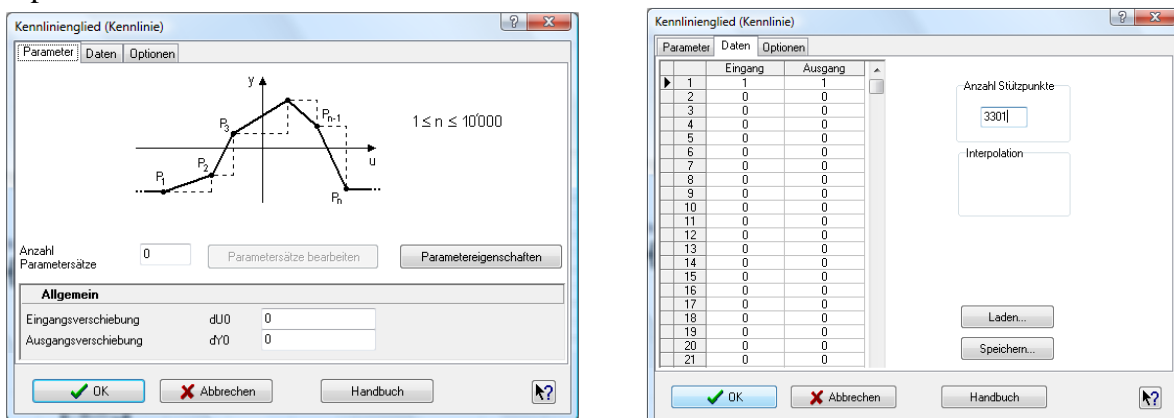 Kennlinienglied (Kennlinie)
Parameter Daten Optionen
y
P1
P2
P3
Pn-1
Pn
u
1 ≤ n ≤ 10'000
Anzahl
Parametersätze
0
Parametersätze bearbeiten
Parametereigenschaften
Allgemein
Eingangsverschiebung dU0 0
Ausgangsverschiebung dY0 0
OK Abbrechen Handbuch ?
Kennlinienglied (Kennlinie)
Parameter Daten Optionen
Eingang Ausgang
1 1 1
2 0 0
3 0 0
4 0 0
5 0 0
6 0 0
7 0 0
8 0 0
9 0 0
10 0 0
11 0 0
12 0 0
13 0 0
14 0 0
15 0 0
16 0 0
17 0 0
18 0 0
19 0 0
20 0 0
21 0 0
Anzahl Stützpunkte
3301
Interpolation
Laden...
Speichern...
OK Abbrechen Handbuch ?